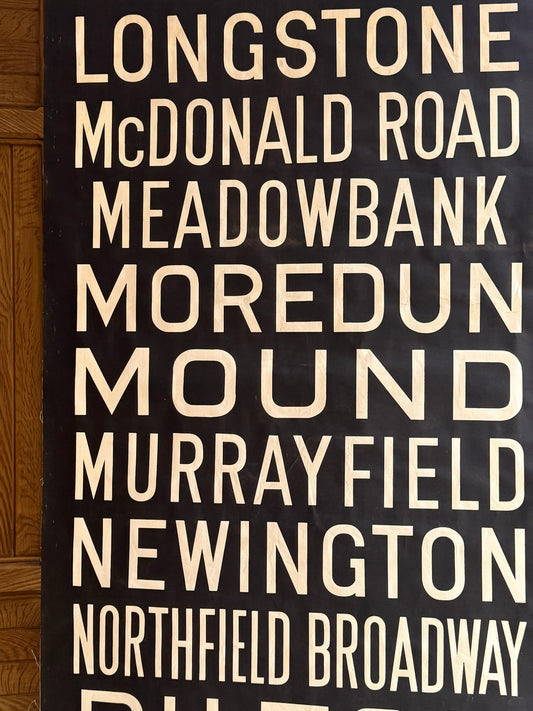 LONGSTONE
McDONALD ROAD
MEADOWBANK
MOREDUN
MOUND
MURRAYFIELD
NEWINGTON
NORTHFIELD BROADWAY